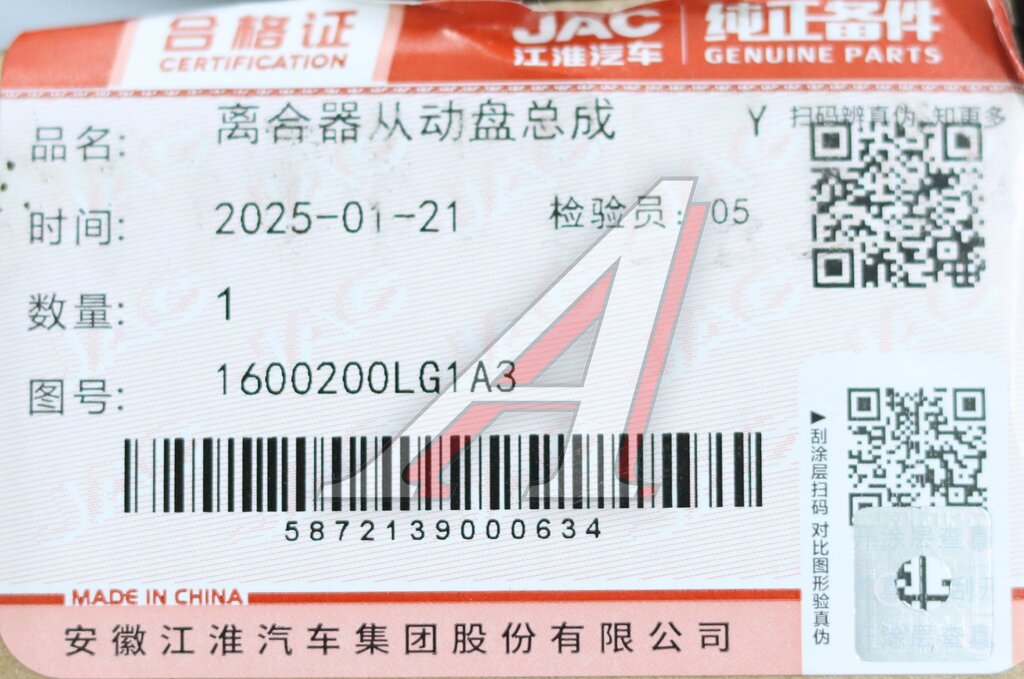 合格证
CERTIFICATION
JAC
江淮汽车
纯正备件
GENUINE PARTS
品名: 离合器从动盘总成 Y
扫码辨真伪 知更多
时间: 2025-01-21 检验员: 05
数量: 1
图号: 1600200LG1A3
5872139000634
▶刮涂层扫码 对比图形验真伪
MADE IN CHINA
安徽江淮汽车集团股份有限公司